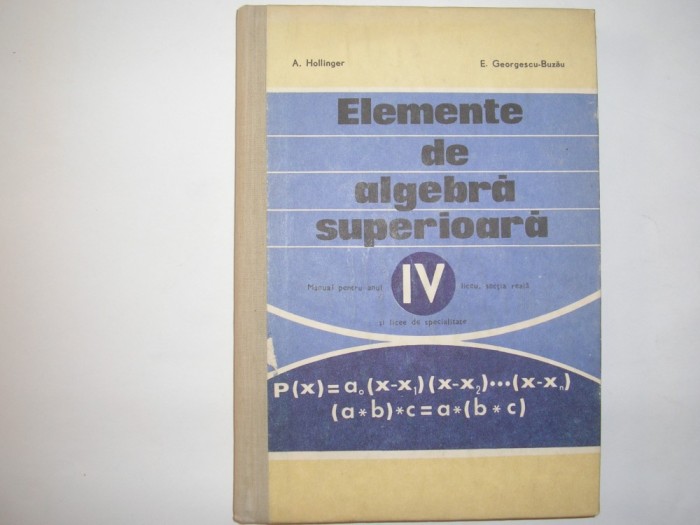 A. Hollinger E. Georgescu-Buzău
Elemente
de
algebră
superioară
Manual pentru anul IV liceu, secția reală
și licee de specialitate
P(x)=a₀(x-x₁)(x-x₂)•••(x-xₙ)
(a*b)*c=a*(b*c)